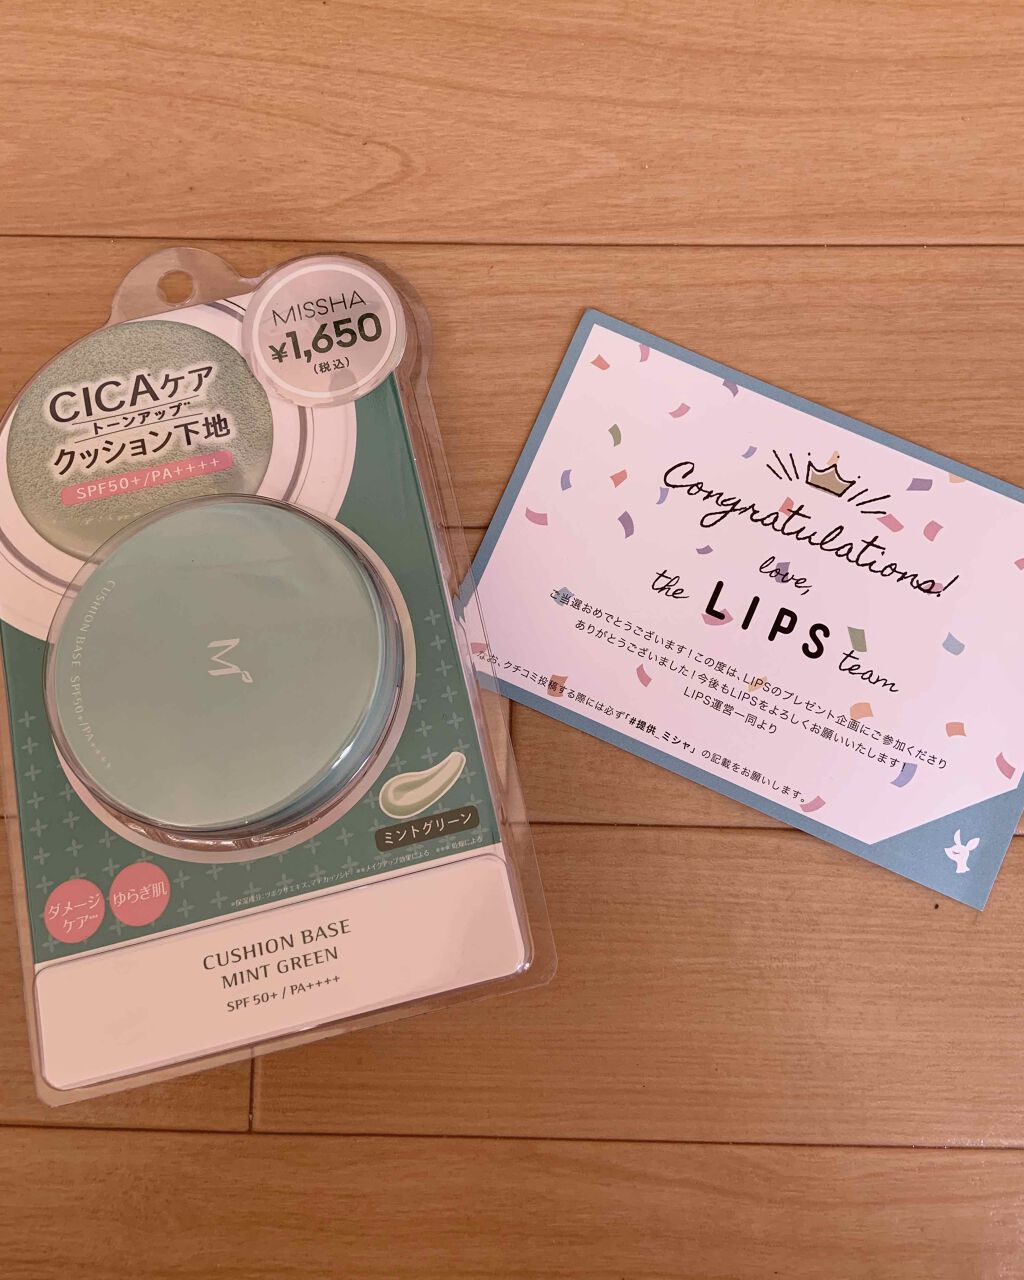 MISSHA
¥1,650
(税込)
CICAケア
トーンアップ**
クッション下地
SPF50+/PA++++
CUSHION BASE SPF50+/PA++++
M
ミントグリーン
ダメージ
ケア***
ゆらぎ肌
CUSHION BASE
MINT GREEN
SPF 50+ / PA++++
Congratulations!
love,
the LIPS team
ご当選おめでとうございます！この度は、LIPSのプレゼント企画にご参加くださり
ありがとうございました！今後もLIPSをよろしくお願いいたします！
LIPS運営一同より
なお、クチコミ投稿する際には必ず「#提供_ミシャ」の記載をお願いします。